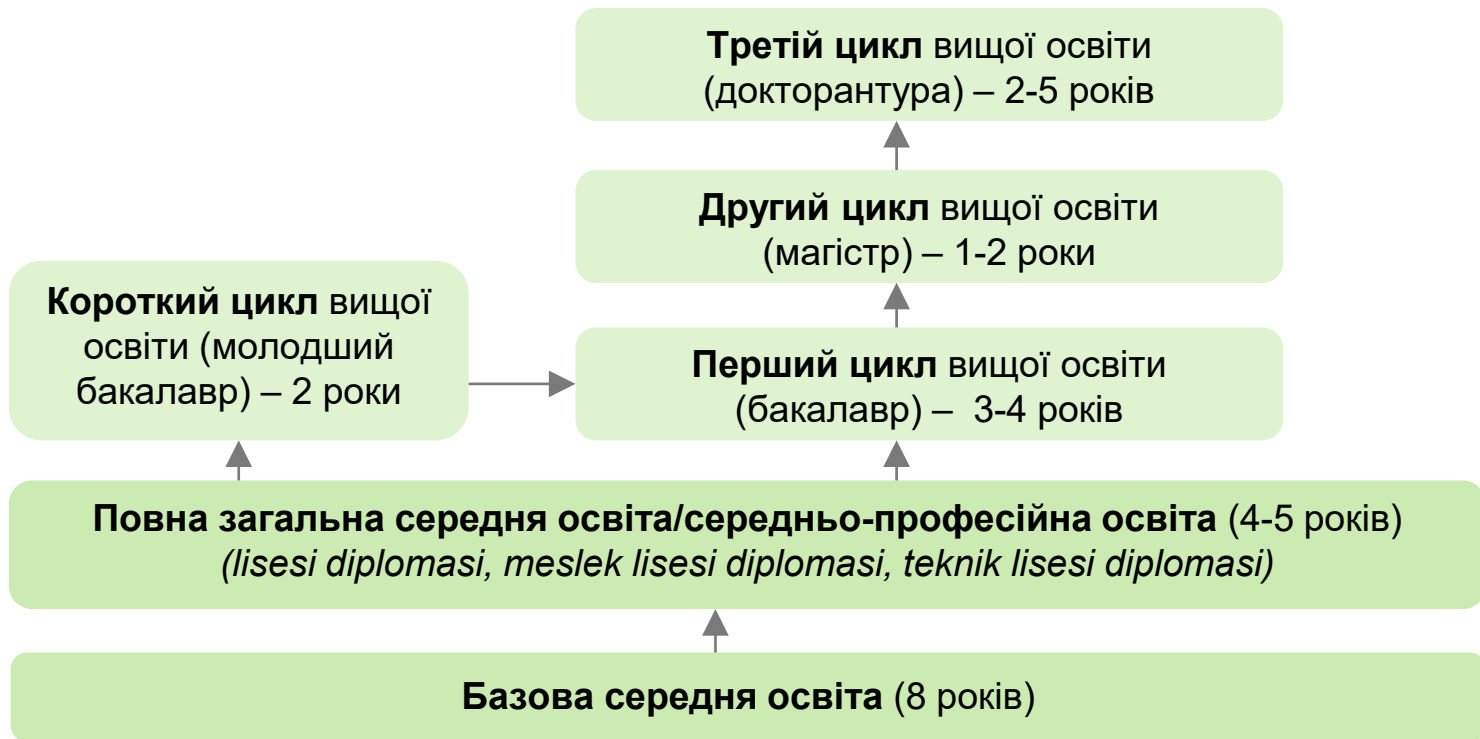 Третій цикл вищої освіти
(докторантура) – 2-5 років
Другий цикл вищої освіти
(магістр) – 1-2 роки
Короткий цикл вищої
освіти (молодший
бакалавр) – 2 роки
Перший цикл вищої освіти
(бакалавр) –  3-4 років
Повна загальна середня освіта/середньо-професійна освіта (4-5 років)
(lisesi diplomasi, meslek lisesi diplomasi, teknik lisesi diplomasi)
Базова середня освіта (8 років)